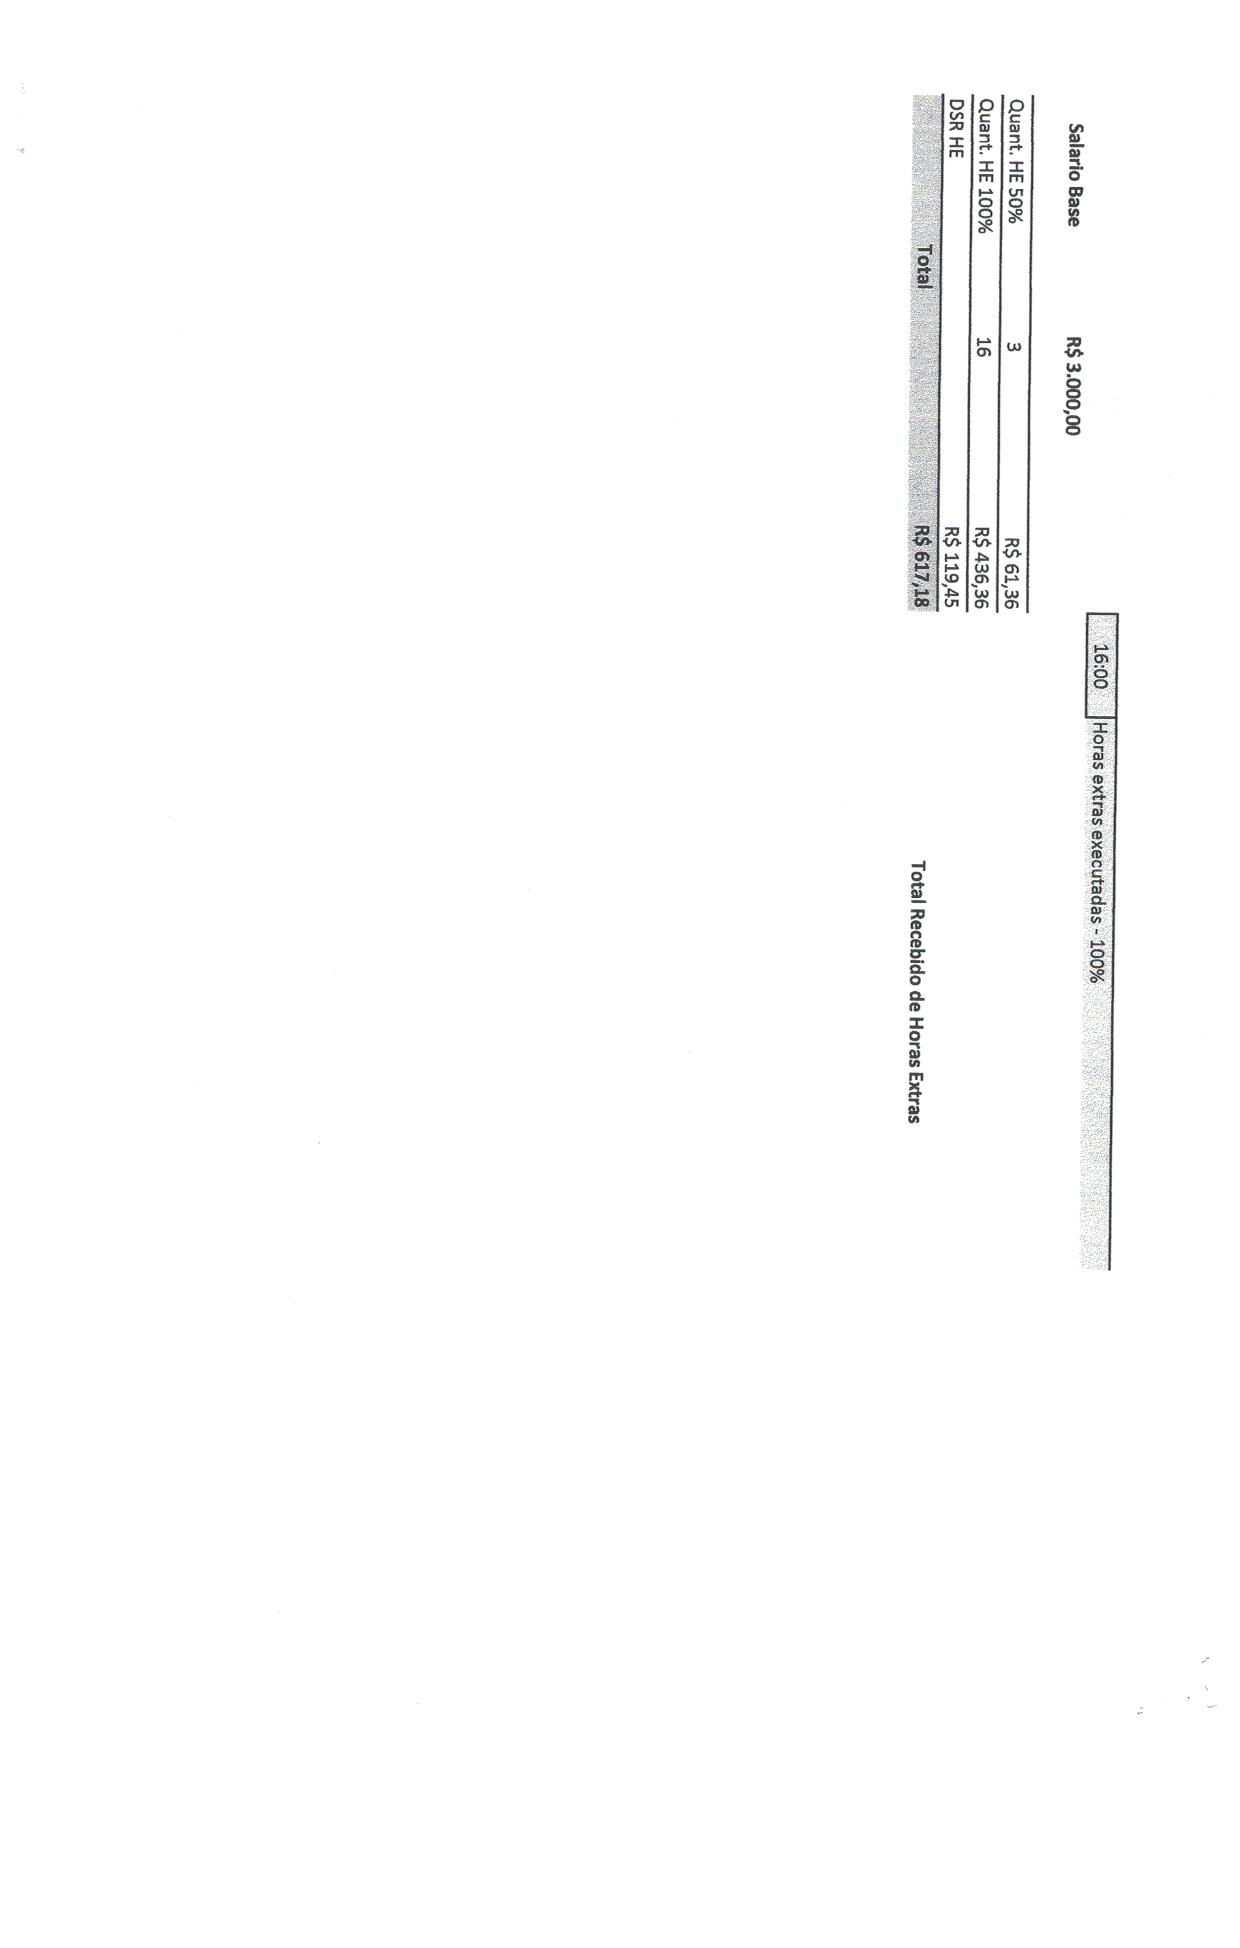 16:00 Horas extras executadas - 100%
Salario Base R$ 3.000,00
Quant. HE 50% 3 R$ 61,36
Quant. HE 100% 16 R$ 436,36
DSR HE R$ 119,45
Total R$ 617,18 Total Recebido de Horas Extras